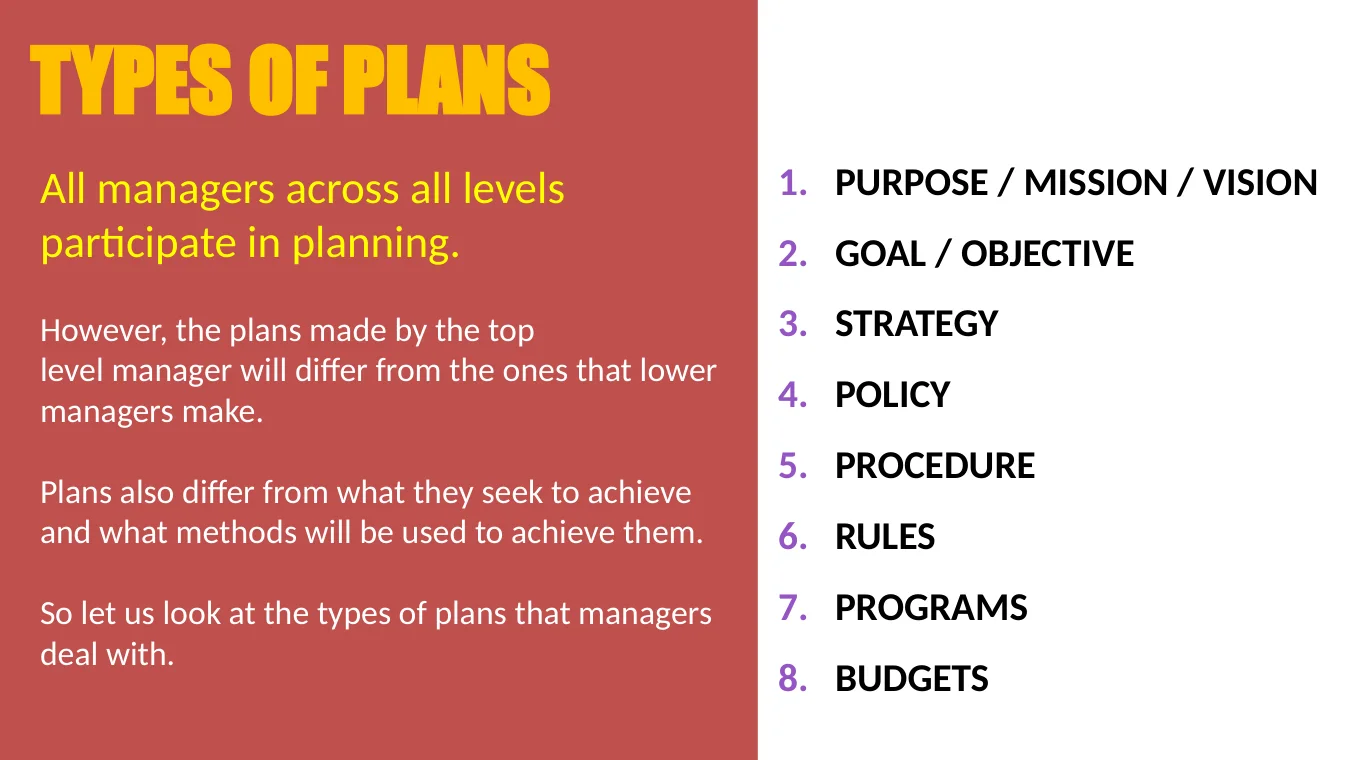 TYPES OF PLANS
All managers across all levels
participate in planning.
However, the plans made by the top
level manager will differ from the ones that lower
managers make.
Plans also differ from what they seek to achieve
and what methods will be used to achieve them.
So let us look at the types of plans that managers
deal with.
1. PURPOSE / MISSION / VISION
2. GOAL / OBJECTIVE
3. STRATEGY
4. POLICY
5. PROCEDURE
6. RULES
7. PROGRAMS
8. BUDGETS